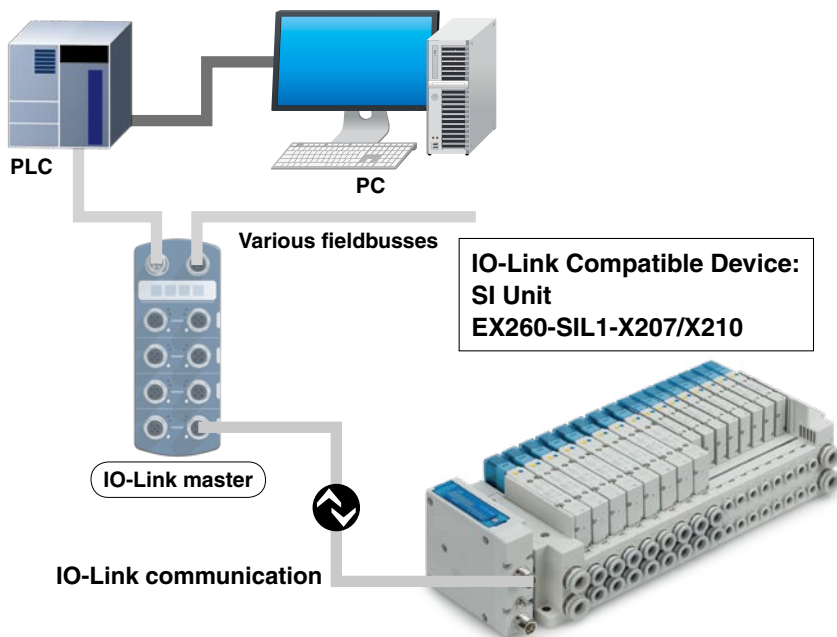 PLC
PC
Various fieldbusses
IO-Link Compatible Device:
SI Unit
EX260-SIL1-X207/X210
IO-Link master
IO-Link communication